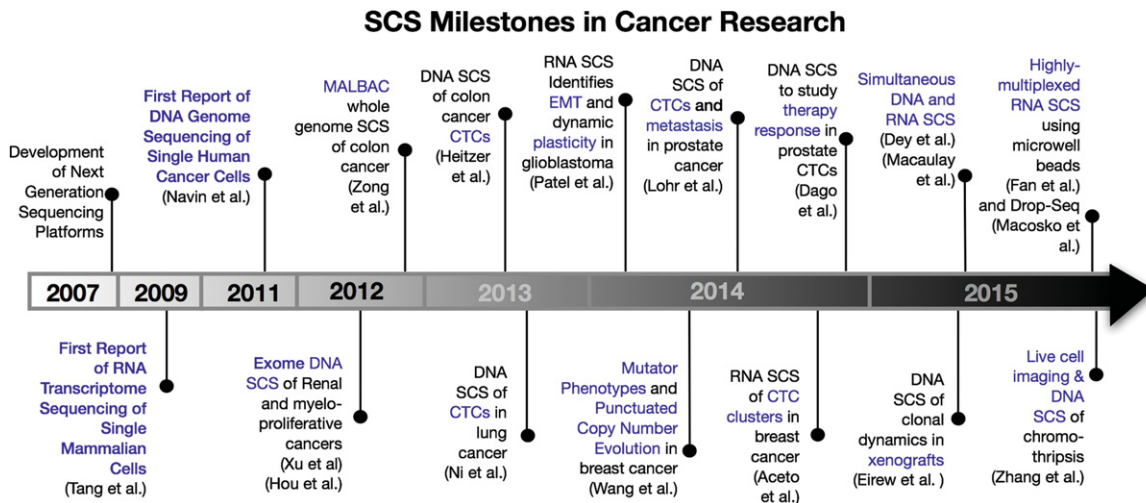 SCS Milestones in Cancer Research
Development
of Next
Generation
Sequencing
Platforms
First Report of
DNA Genome
Sequencing of
Single Human
Cancer Cells
(Navin et al.)
MALBAC
whole
genome SCS
of colon
cancer
(Zong
et al.)
DNA SCS
of colon
cancer
CTCs
(Heitzer
et al.)
RNA SCS
Identifies
EMT and
dynamic
plasticity in
glioblastoma
(Patel et al.)
DNA
SCS of
CTCs and
metastasis
in prostate
cancer
(Lohr et al.)
DNA SCS
to study
therapy
response in
prostate
CTCs
(Dago
et al.)
Simultaneous
DNA and
RNA SCS
(Dey et al.)
(Macaulay
et al.)
Highly-
multiplexed
RNA SCS
using
microwell
beads
(Fan et al.)
and Drop-Seq
(Macosko et
al.)
2007 2009 2011 2012 2013 2014 2015
First Report
of RNA
Transcriptome
Sequencing of
Single
Mammalian
Cells
(Tang et al.)
Exome DNA
SCS of Renal
and myelo-
proliferative
cancers
(Xu et al)
(Hou et al.)
DNA
SCS of
CTCs in
lung
cancer
(Ni et al.)
Mutator
Phenotypes and
Punctuated
Copy Number
Evolution in
breast cancer
(Wang et al.)
RNA SCS
of CTC
clusters in
breast
cancer
(Aceto
et al.)
DNA
SCS of
clonal
dynamics in
xenografts
(Eirew et al. )
Live cell
imaging &
DNA
SCS of
chromo-
thripsis
(Zhang et al.)